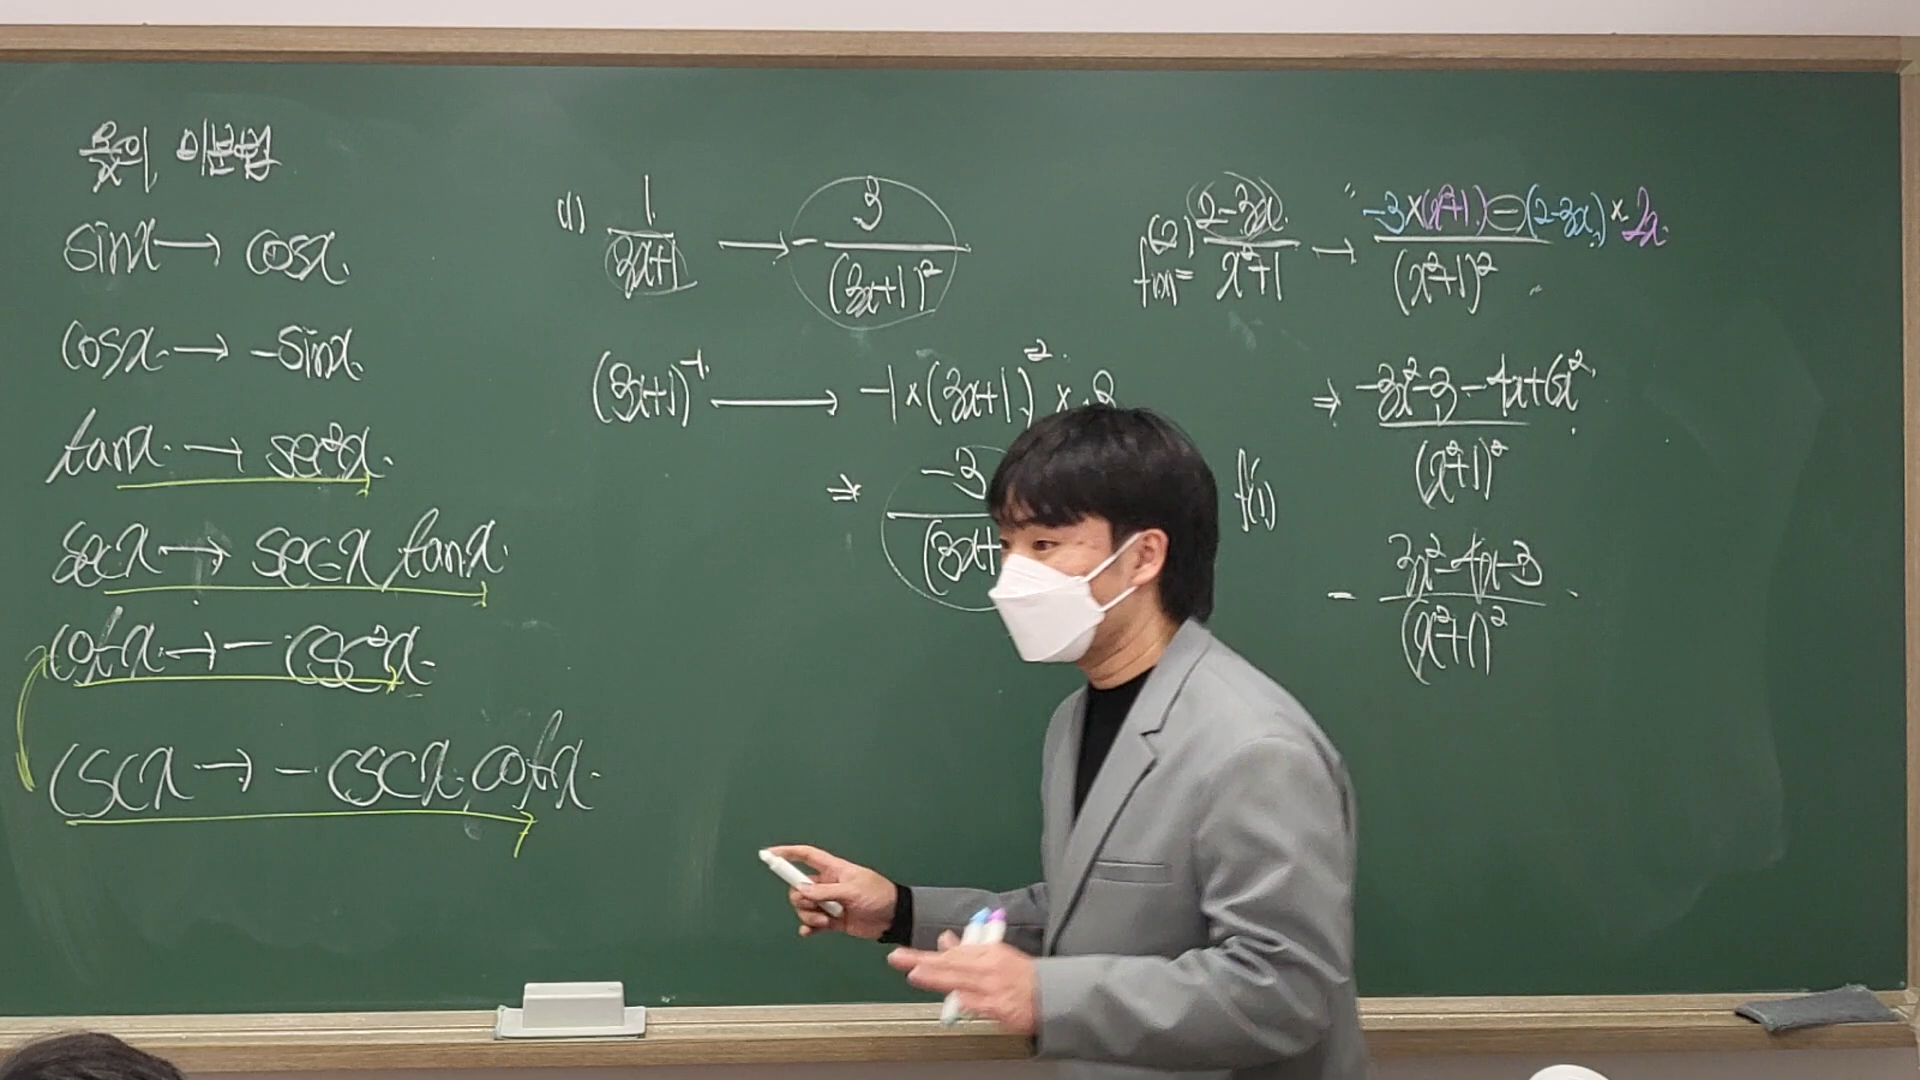 몫의 미분법
sinx → cosx.
cosx → -sinx.
tanx → sec²x.
secx → secx tanx.
cotx → -csc²x.
cscx → -cscx.cotx.
(1) 1/(3x+1) → - 3/(3x+1)²
(3x+1)⁻¹ → -1×(3x+1)⁻² × 3
⇒ -3/(3x+
(2) f(x)= (2-3x)/(x²+1) → (-3×(x²+1)-(2-3x)×2x)/(x²+1)²
⇒ (-3x²-3-4x+6x²)/(x²+1)²
f'(1)
- (3x²-4x-3)/(x²+1)²